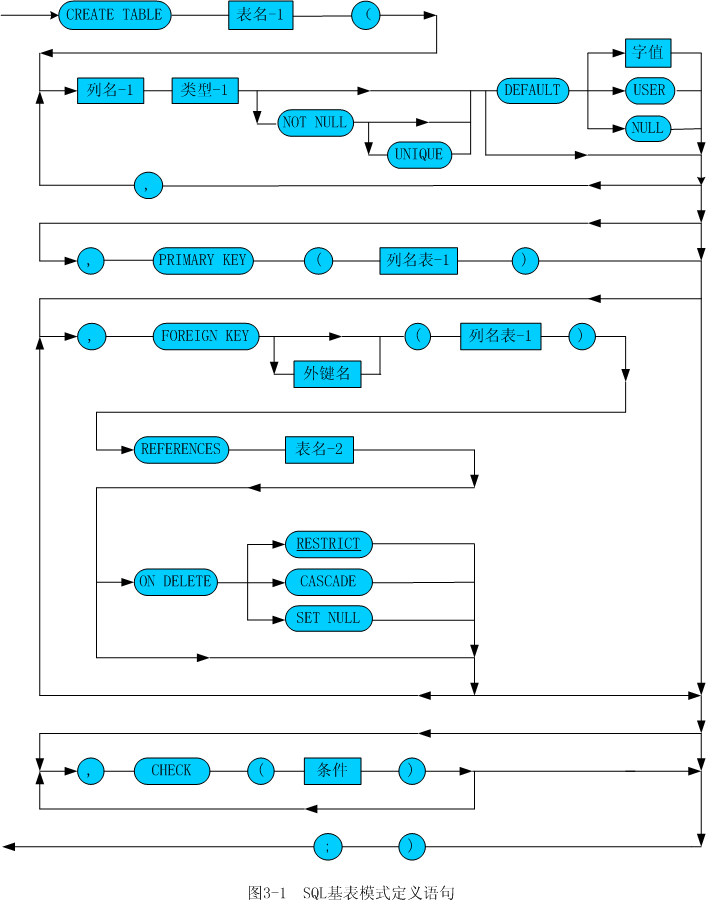 CREATE TABLE 表名-1 (
列名-1 类型-1 DEFAULT 字值
USER
NOT NULL NULL
UNIQUE
,
, PRIMARY KEY ( 列名表-1 )
, FOREIGN KEY ( 列名表-1 )
外键名
REFERENCES 表名-2
RESTRICT
ON DELETE CASCADE
SET NULL
, CHECK ( 条件 )
; )
图3-1 SQL基表模式定义语句